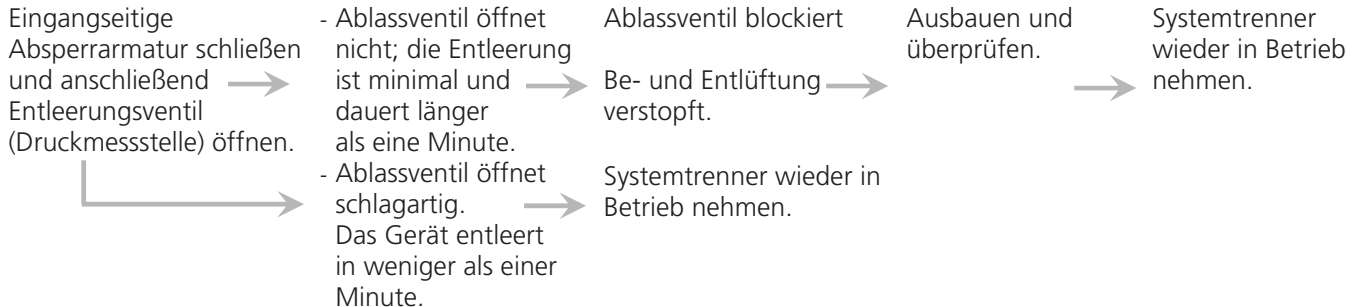 Eingangseitige
Absperrarmatur schließen
und anschließend
Entleerungsventil
(Druckmessstelle) öffnen.
- Ablassventil öffnet
nicht; die Entleerung
ist minimal und
dauert länger
als eine Minute.
Ablassventil blockiert
Be- und Entlüftung
verstopft.
Ausbauen und
überprüfen.
Systemtrenner
wieder in Betrieb
nehmen.
- Ablassventil öffnet
schlagartig.
Das Gerät entleert
in weniger als einer
Minute.
Systemtrenner wieder in
Betrieb nehmen.